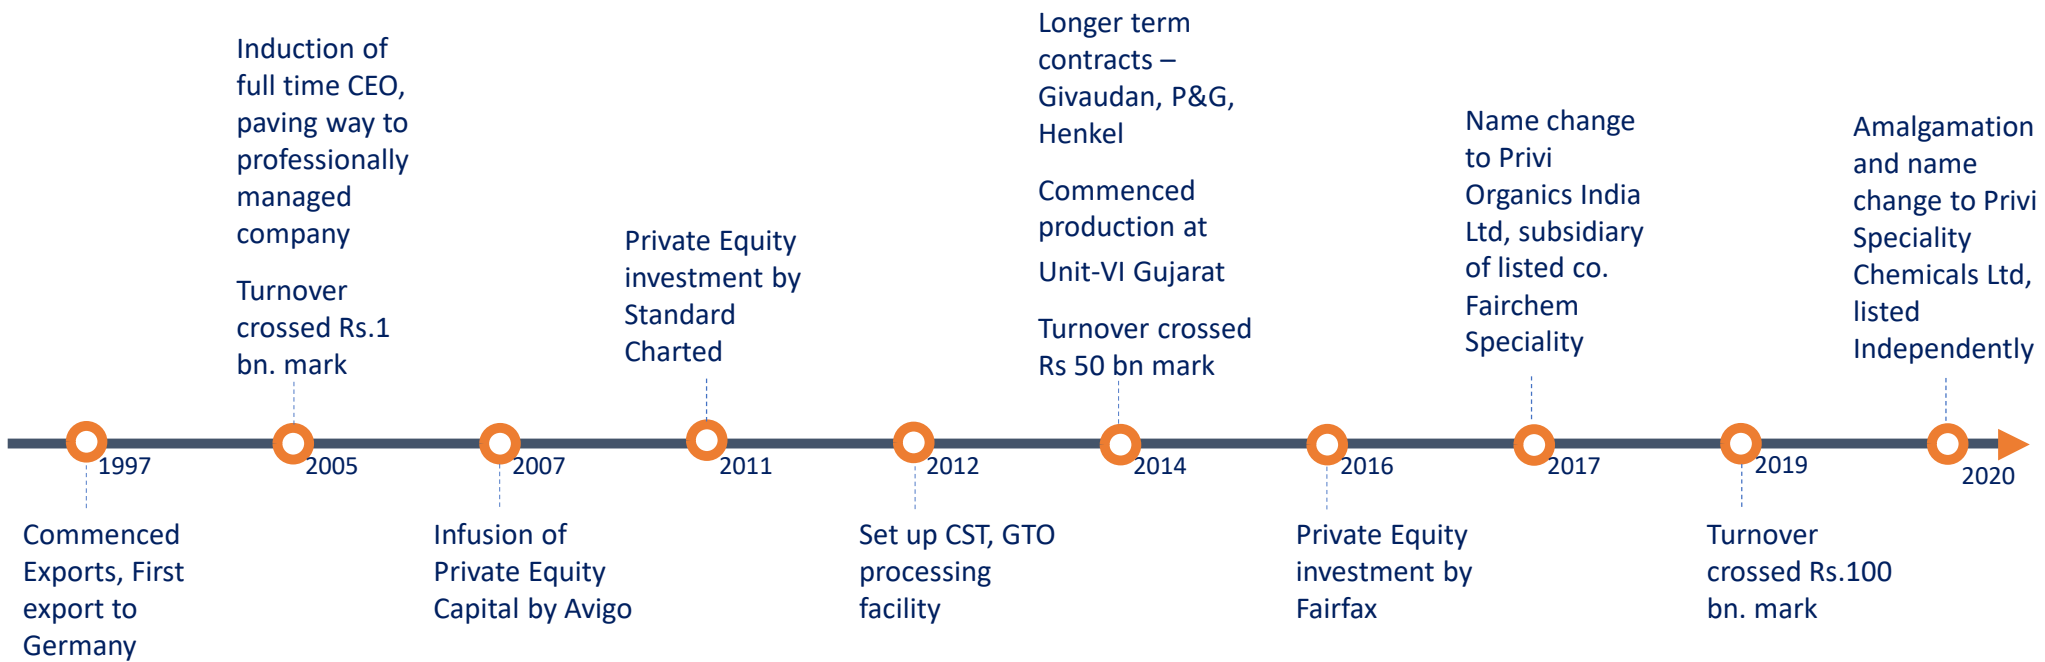 Induction of
full time CEO,
paving way to
professionally
managed
company
Turnover
crossed Rs.1
bn. mark
Private Equity
investment by
Standard
Charted
Longer term
contracts –
Givaudan, P&G,
Henkel
Commenced
production at
Unit-VI Gujarat
Turnover crossed
Rs 50 bn mark
Name change
to Privi
Organics India
Ltd, subsidiary
of listed co.
Fairchem
Speciality
Amalgamation
and name
change to Privi
Speciality
Chemicals Ltd,
listed
Independently
1997
2005
2007
2011
2012
2014
2016
2017
2019
2020
Commenced
Exports, First
export to
Germany
Infusion of
Private Equity
Capital by Avigo
Set up CST, GTO
processing
facility
Private Equity
investment by
Fairfax
Turnover
crossed Rs.100
bn. mark